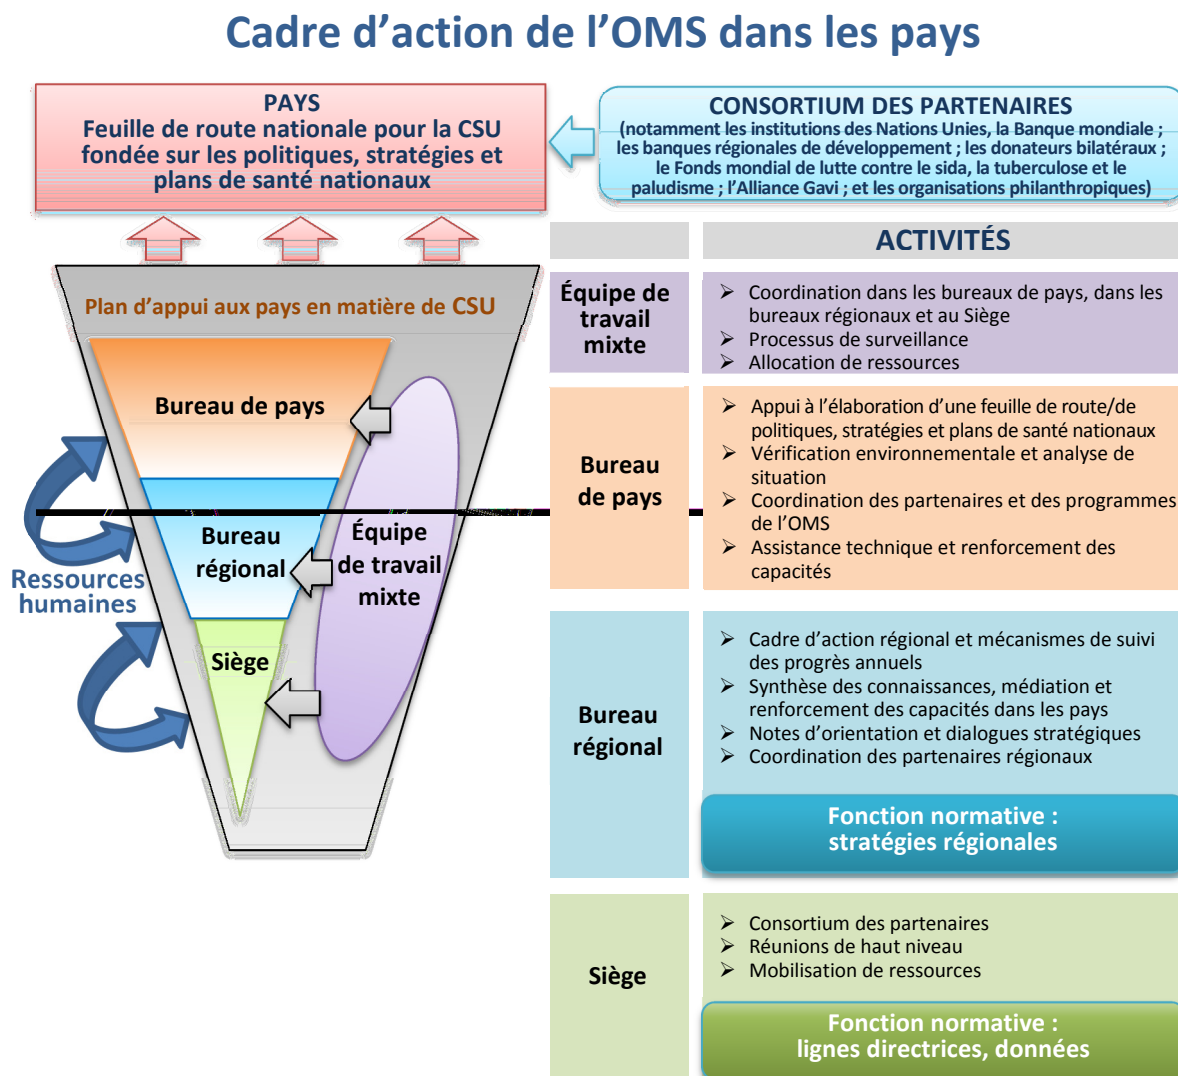 Cadre d’action de l’OMS dans les pays
PAYS
Feuille de route nationale pour la CSU
fondée sur les politiques, stratégies et
plans de santé nationaux
CONSORTIUM DES PARTENAIRES
(notamment les institutions des Nations Unies, la Banque mondiale ;
les banques régionales de développement ; les donateurs bilatéraux ;
le Fonds mondial de lutte contre le sida, la tuberculose et le
paludisme ; l’Alliance Gavi ; et les organisations philanthropiques)
Plan d’appui aux pays en matière de CSU
Bureau de pays
Bureau
régional
Siège
Équipe
de travail
mixte
Ressources
humaines
ACTIVITÉS
Équipe de
travail
mixte
➢ Coordination dans les bureaux de pays, dans les
bureaux régionaux et au Siège
➢ Processus de surveillance
➢ Allocation de ressources
Bureau
de pays
➢ Appui à l’élaboration d’une feuille de route/de
politiques, stratégies et plans de santé nationaux
➢ Vérification environnementale et analyse de
situation
➢ Coordination des partenaires et des programmes
de l’OMS
➢ Assistance technique et renforcement des
capacités
Bureau
régional
➢ Cadre d’action régional et mécanismes de suivi
des progrès annuels
➢ Synthèse des connaissances, médiation et
renforcement des capacités dans les pays
➢ Notes d’orientation et dialogues stratégiques
➢ Coordination des partenaires régionaux
Fonction normative :
stratégies régionales
Siège
➢ Consortium des partenaires
➢ Réunions de haut niveau
➢ Mobilisation de ressources
Fonction normative :
lignes directrices, données